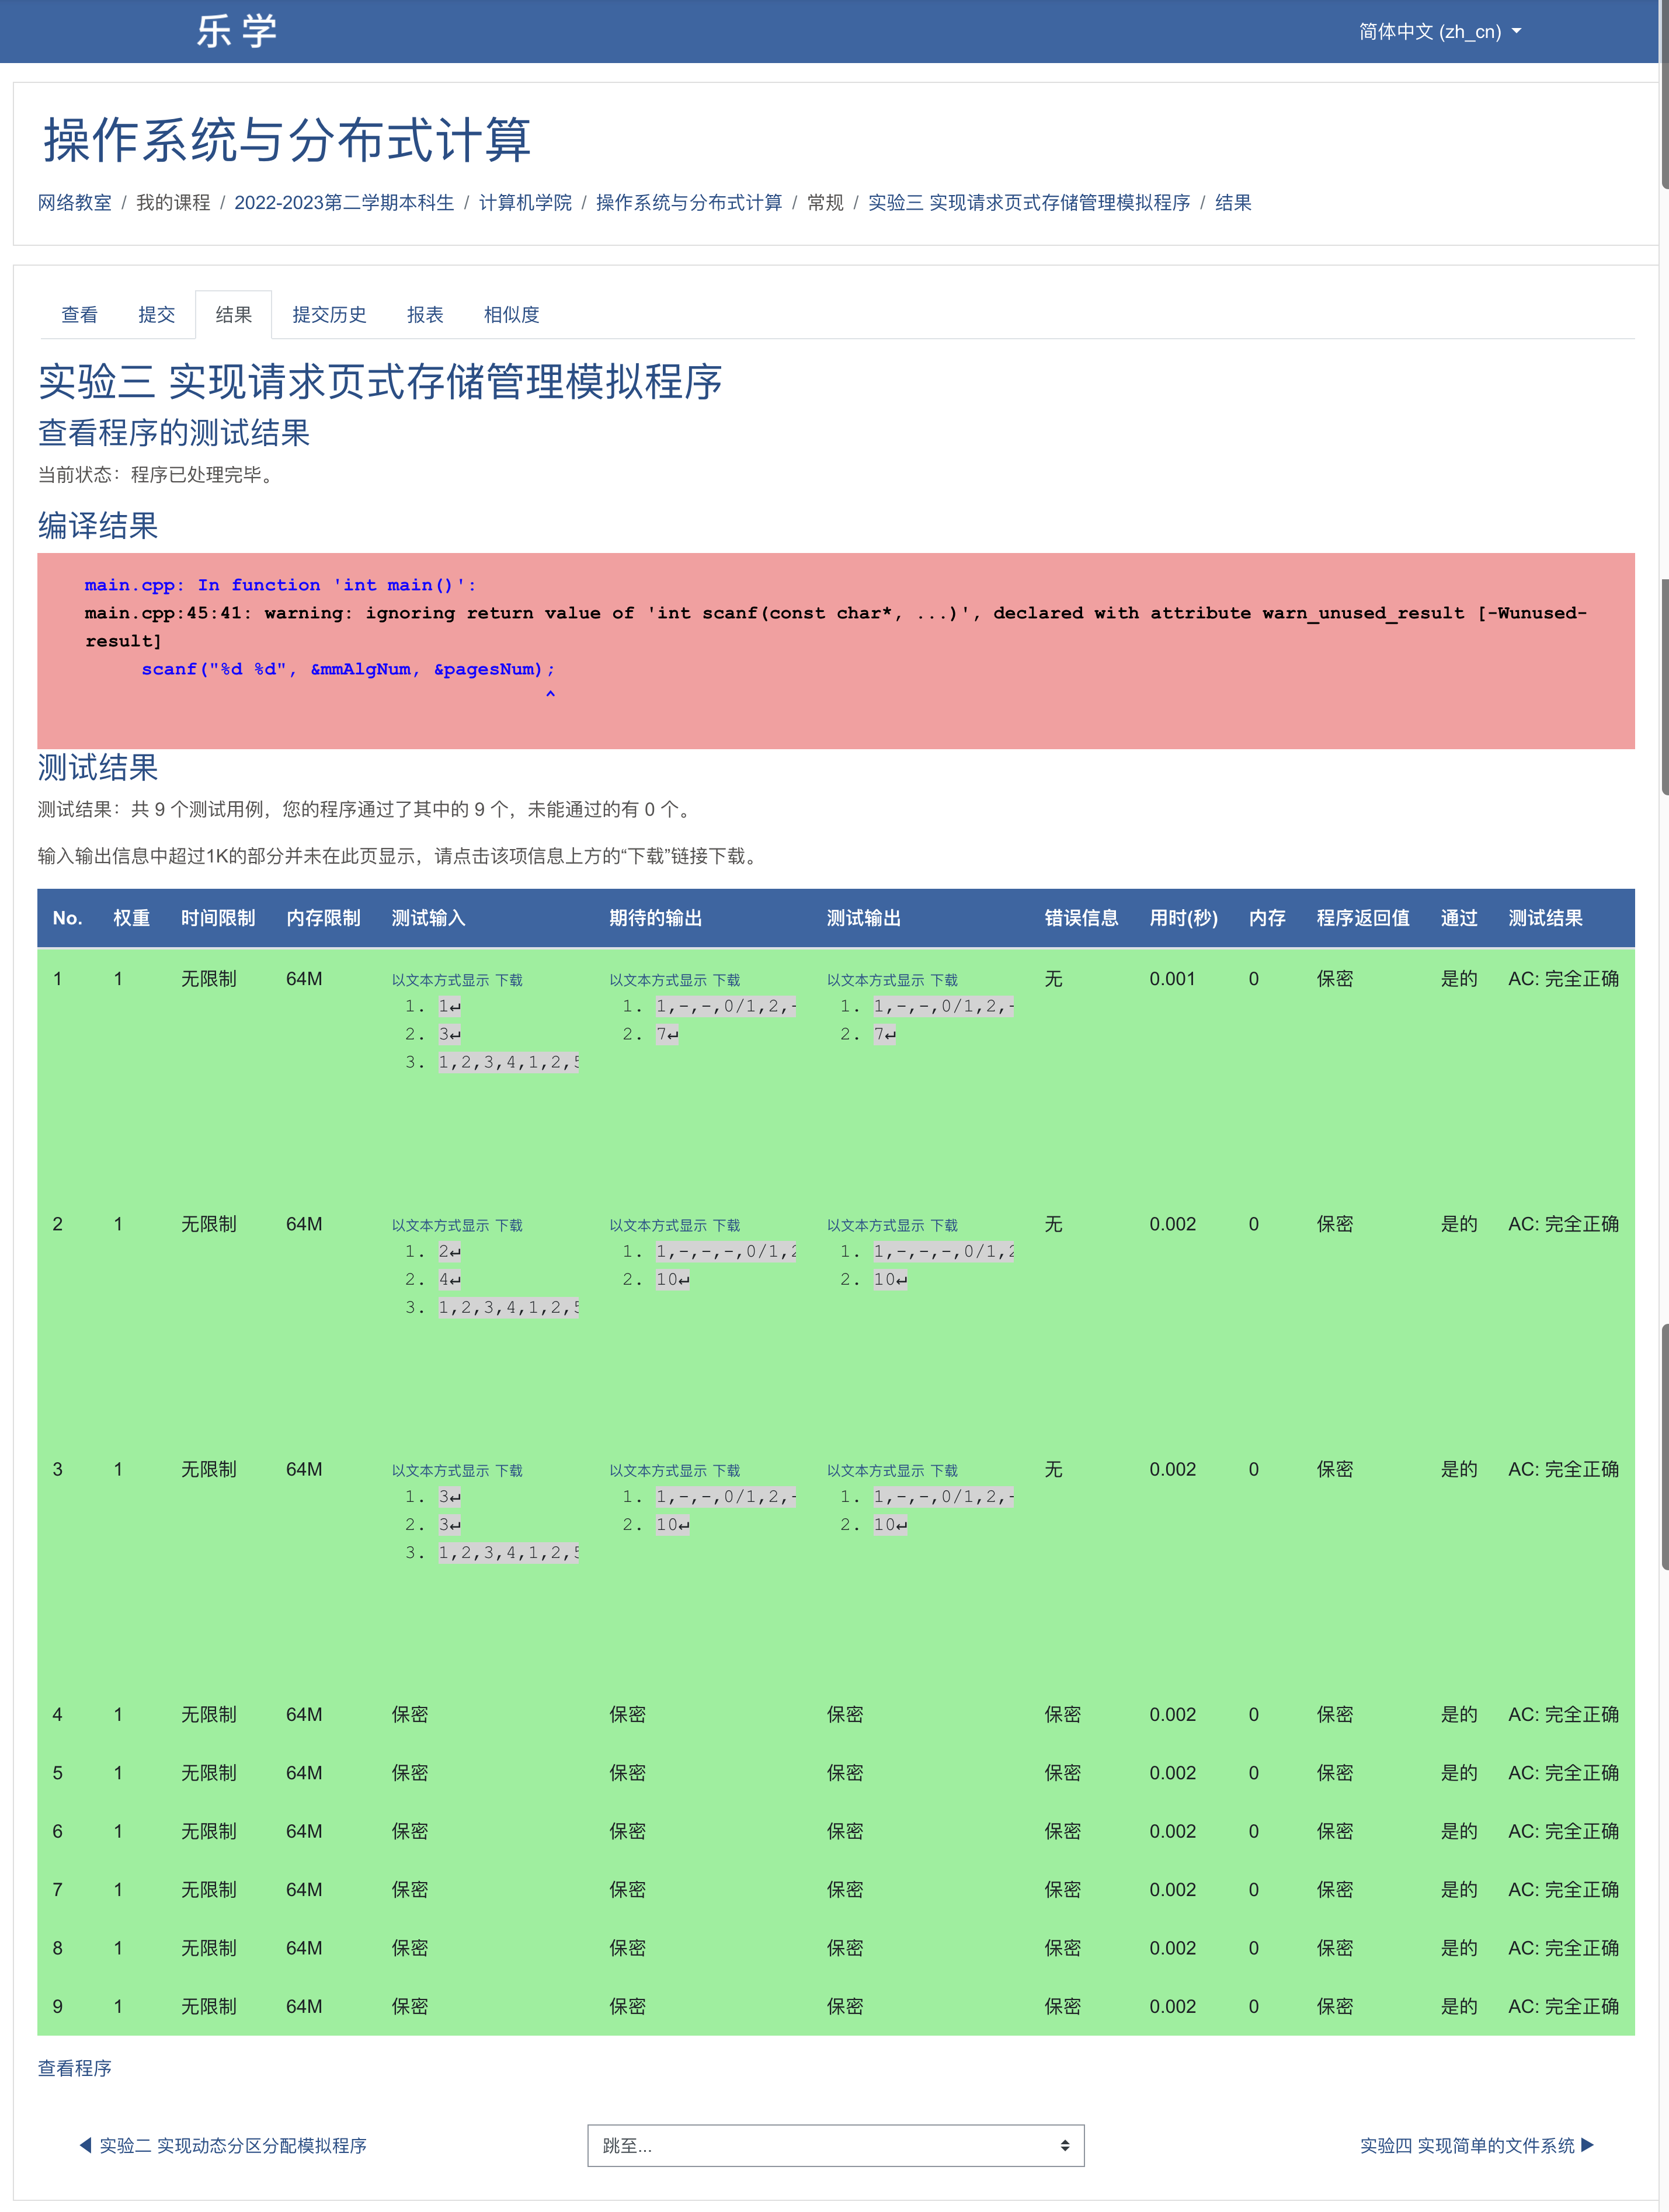 乐 学
简体中文 (zh_cn)
操作系统与分布式计算
网络教室 / 我的课程 / 2022-2023第二学期本科生 / 计算机学院 / 操作系统与分布式计算 / 常规 / 实验三 实现请求页式存储管理模拟程序 / 结果
查看 提交 结果 提交历史 报表 相似度
实验三 实现请求页式存储管理模拟程序
查看程序的测试结果
当前状态：程序已处理完毕。
编译结果
main.cpp: In function 'int main()':
main.cpp:45:41: warning: ignoring return value of 'int scanf(const char*, ...)', declared with attribute warn_unused_result [-Wunused-
result]
scanf("%d %d", &mmAlgNum, &pagesNum);
^
测试结果
测试结果：共 9 个测试用例，您的程序通过了其中的 9 个，未能通过的有 0 个。
输入输出信息中超过1K的部分并未在此页显示，请点击该项信息上方的“下载”链接下载。
No. 权重 时间限制 内存限制 测试输入 期待的输出 测试输出 错误信息 用时(秒) 内存 程序返回值 通过 测试结果
1 1 无限制 64M 以文本方式显示 下载 以文本方式显示 下载 以文本方式显示 下载 无 0.001 0 保密 是的 AC: 完全正确
1. 1↵ 1. 1,-,-,0/1,2,- 1. 1,-,-,0/1,2,-
2. 3↵ 2. 7↵ 2. 7↵
3. 1,2,3,4,1,2,5
2 1 无限制 64M 以文本方式显示 下载 以文本方式显示 下载 以文本方式显示 下载 无 0.002 0 保密 是的 AC: 完全正确
1. 2↵ 1. 1,-,-,-,0/1,2 1. 1,-,-,-,0/1,2
2. 4↵ 2. 10↵ 2. 10↵
3. 1,2,3,4,1,2,5
3 1 无限制 64M 以文本方式显示 下载 以文本方式显示 下载 以文本方式显示 下载 无 0.002 0 保密 是的 AC: 完全正确
1. 3↵ 1. 1,-,-,0/1,2,- 1. 1,-,-,0/1,2,-
2. 3↵ 2. 10↵ 2. 10↵
3. 1,2,3,4,1,2,5
4 1 无限制 64M 保密 保密 保密 保密 0.002 0 保密 是的 AC: 完全正确
5 1 无限制 64M 保密 保密 保密 保密 0.002 0 保密 是的 AC: 完全正确
6 1 无限制 64M 保密 保密 保密 保密 0.002 0 保密 是的 AC: 完全正确
7 1 无限制 64M 保密 保密 保密 保密 0.002 0 保密 是的 AC: 完全正确
8 1 无限制 64M 保密 保密 保密 保密 0.002 0 保密 是的 AC: 完全正确
9 1 无限制 64M 保密 保密 保密 保密 0.002 0 保密 是的 AC: 完全正确
查看程序
◀ 实验二 实现动态分区分配模拟程序 跳至... 实验四 实现简单的文件系统 ▶